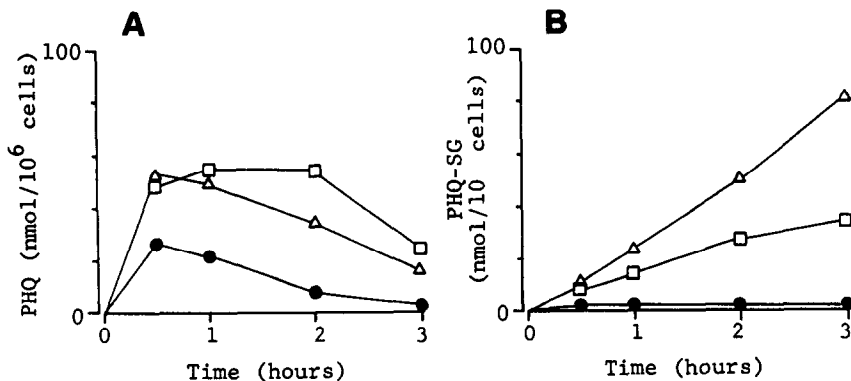 A
100
PHQ (nmol/10⁶ cells)
0
0
1
2
3
Time (hours)
B
100
PHQ-SG
(nmol/10 cells)
0
0
1
2
3
Time (hours)